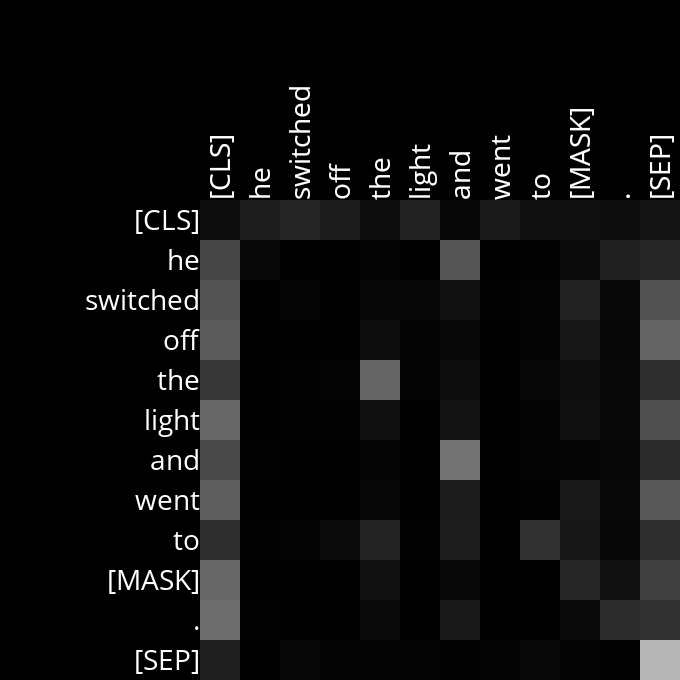 [CLS]
he
switched
off
the
light
and
went
to
[MASK]
.
[SEP]
[CLS]
he
switched
off
the
light
and
went
to
[MASK]
.
[SEP]